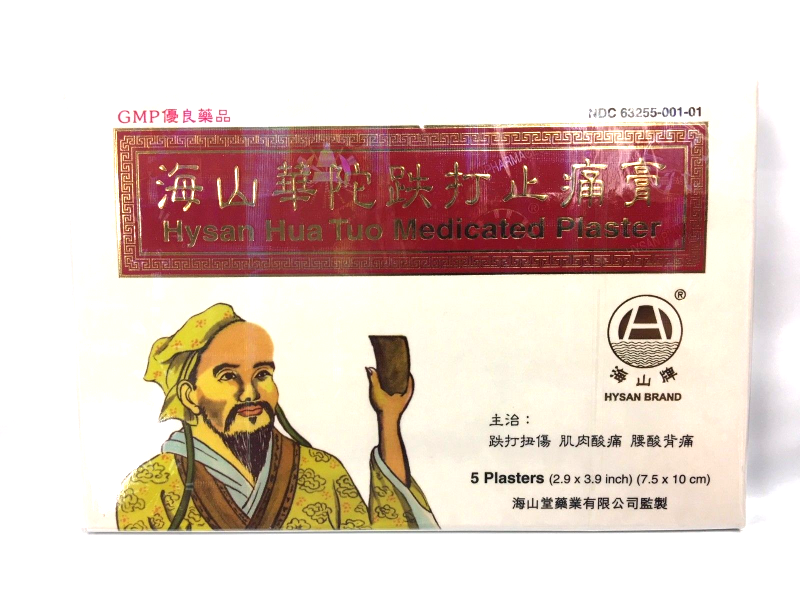 GMP優良藥品
NDC 63255-001-01
海山華陀跌打止痛膏
Hysan Hua Tuo Medicated Plaster
®
海山牌
HYSAN BRAND
主治：
跌打扭傷 肌肉酸痛 腰酸背痛
5 Plasters (2.9 x 3.9 inch) (7.5 x 10 cm)
海山堂藥業有限公司監製